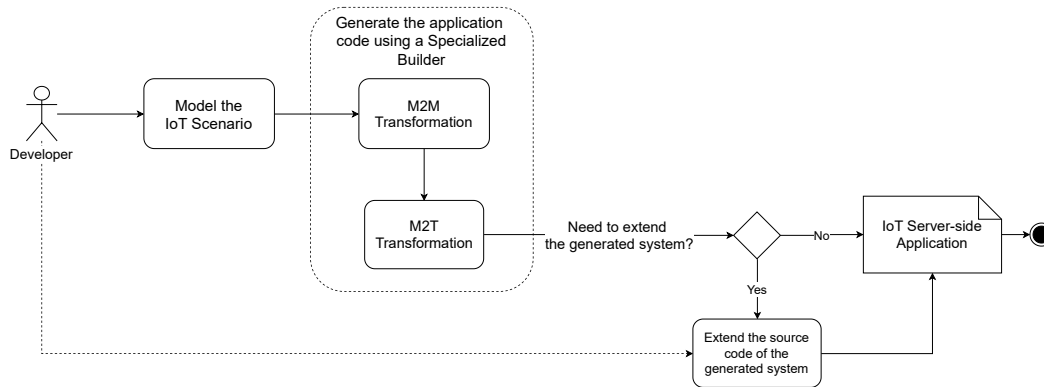 Generate the application
code using a Specialized
Builder
Developer
Model the
IoT Scenario
M2M
Transformation
M2T
Transformation
Need to extend
the generated system?
No
Yes
IoT Server-side
Application
Extend the source
code of the
generated system